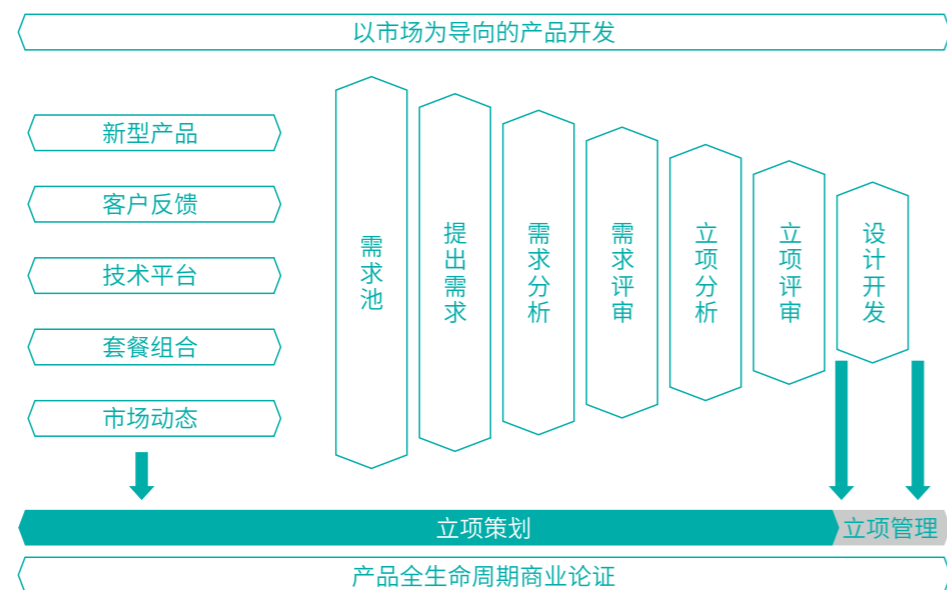 以市场为导向的产品开发
新型产品
客户反馈
技术平台
套餐组合
市场动态
需求池
提出需求
需求分析
需求评审
立项分析
立项评审
设计开发
立项策划
立项管理
产品全生命周期商业论证